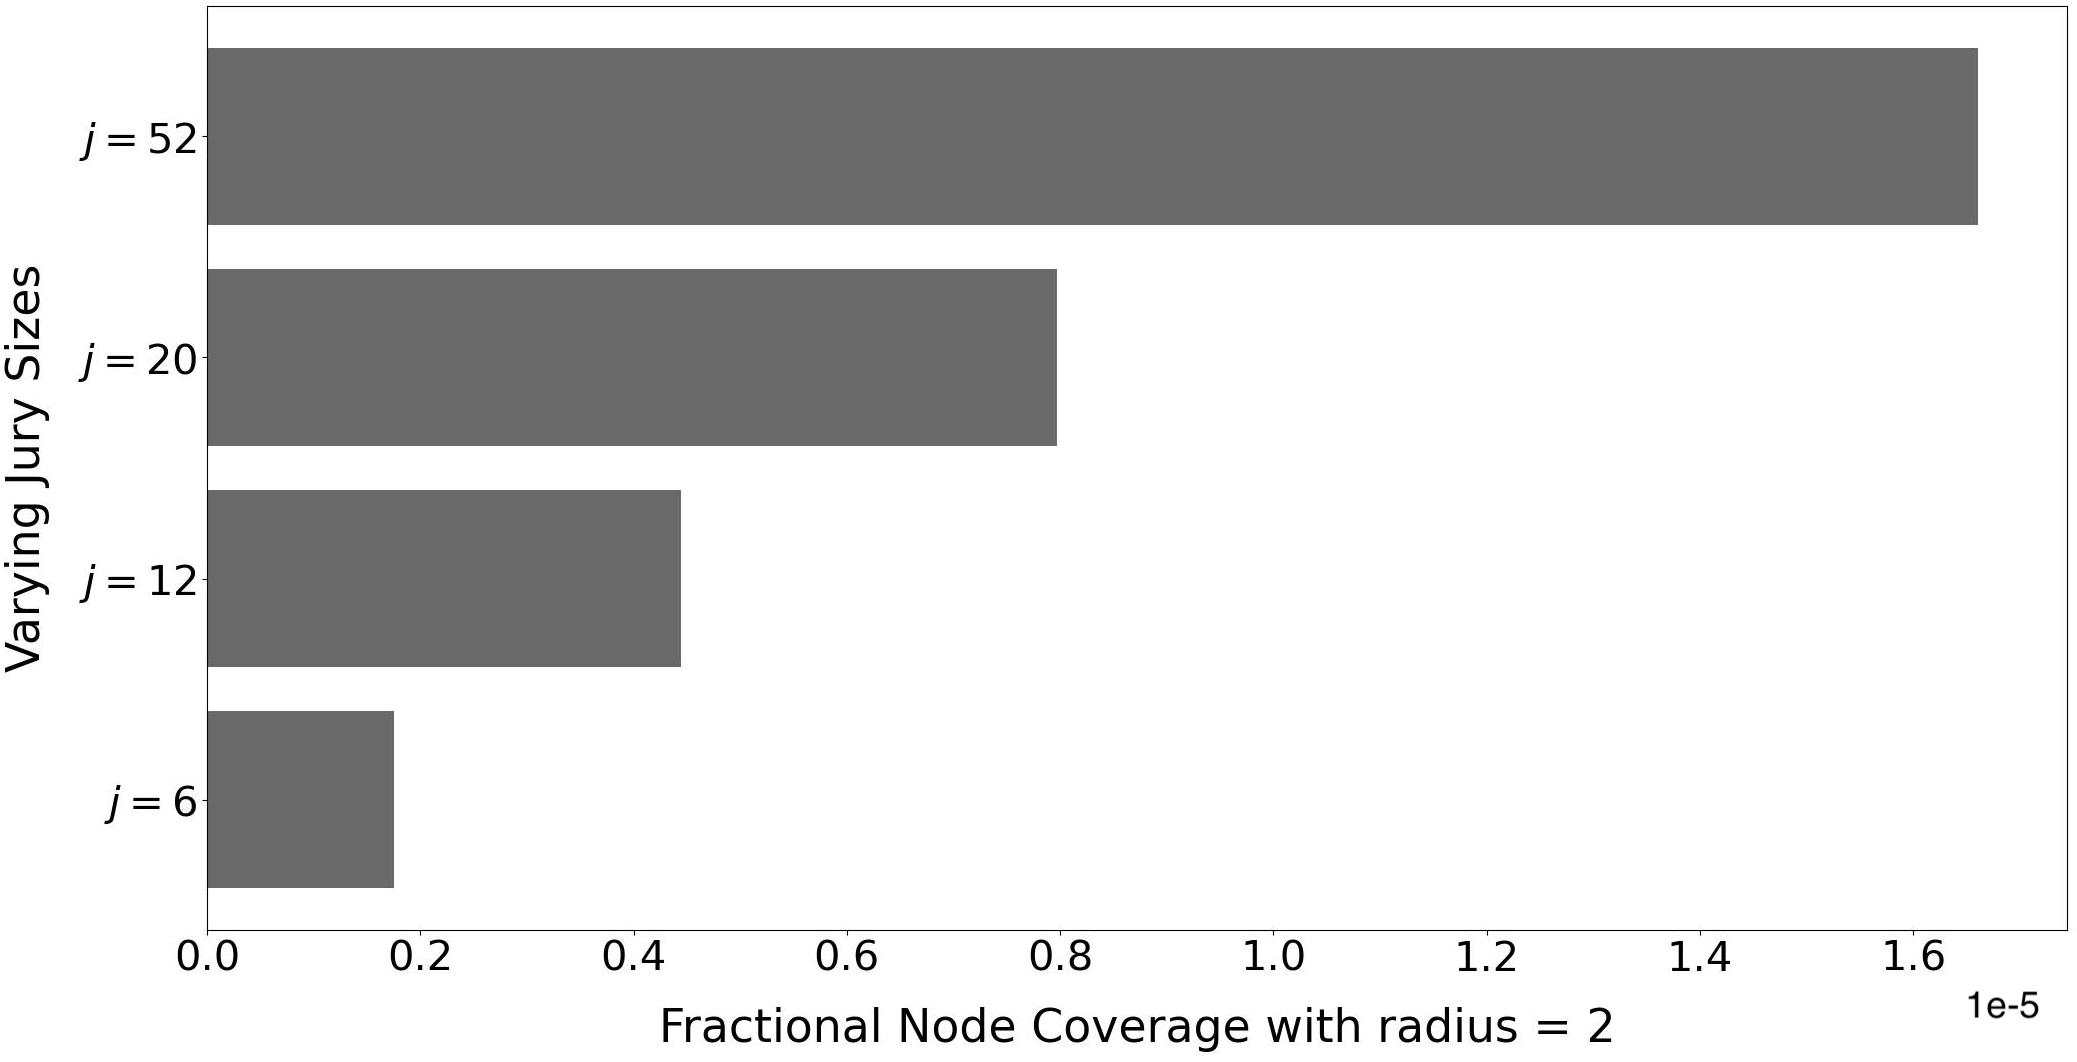 Varying Jury Sizes
j = 52
j = 20
j = 12
j = 6
0.0 0.2 0.4 0.6 0.8 1.0 1.2 1.4 1.6
1e-5
Fractional Node Coverage with radius = 2